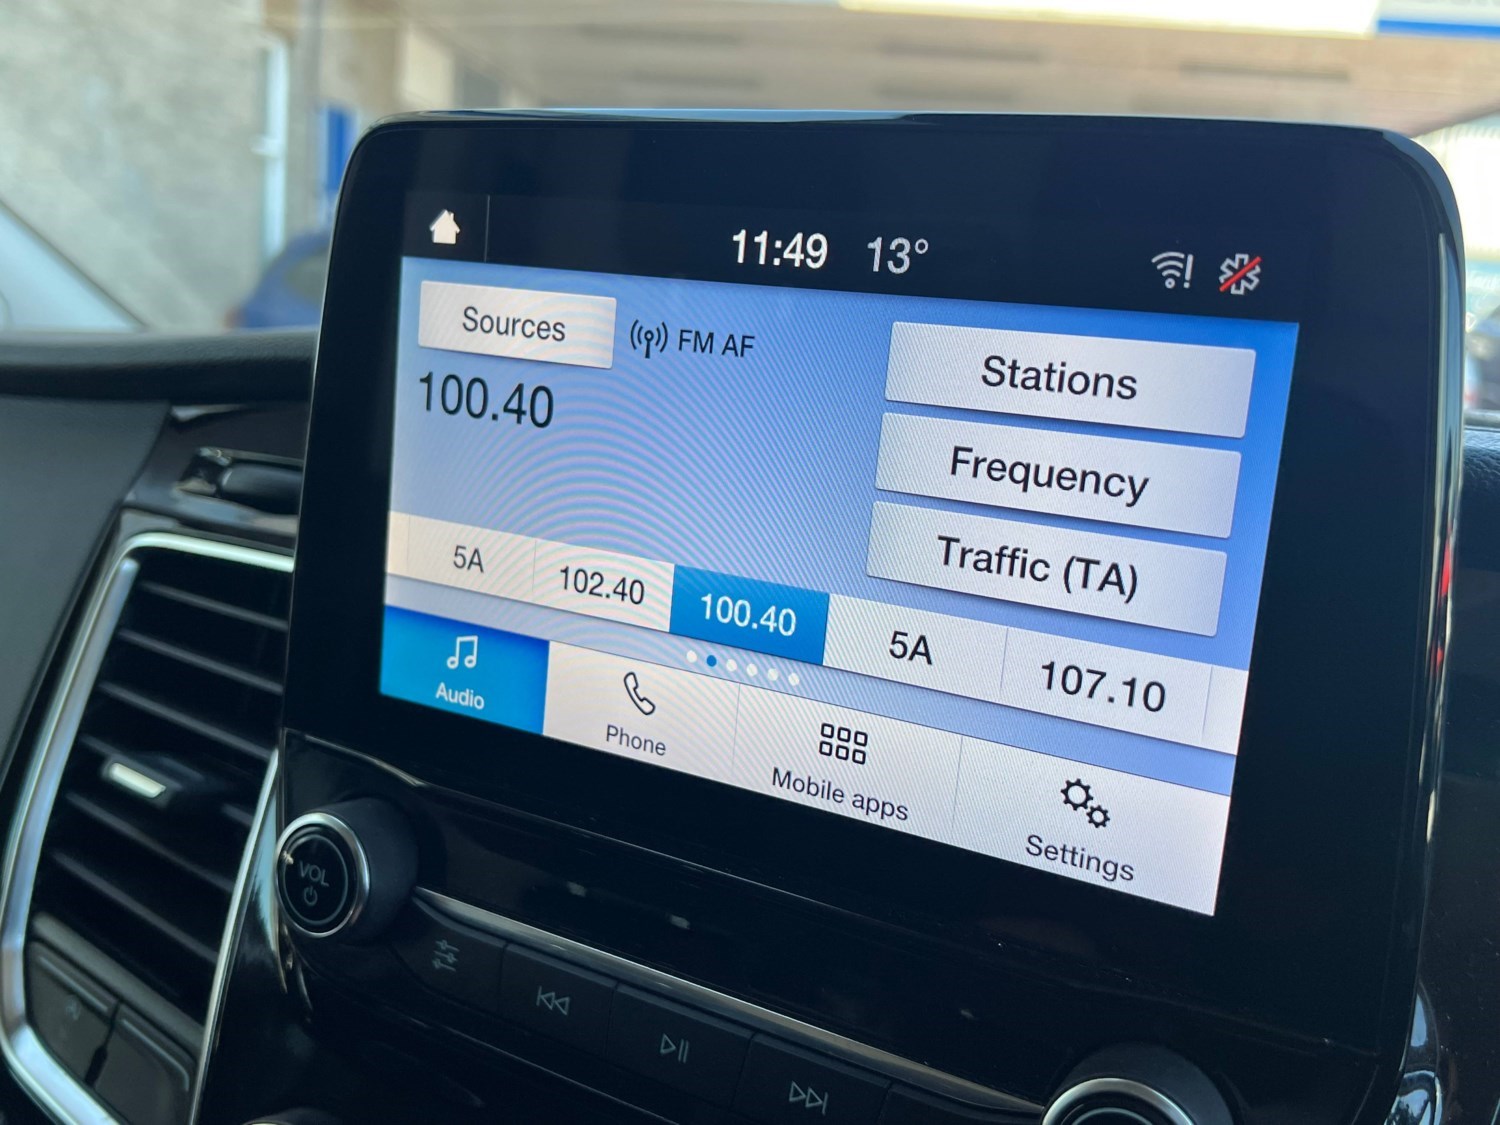 11:49 13°
Sources
FM AF
100.40
Stations
Frequency
Traffic (TA)
5A
102.40
100.40
5A
107.10
Audio
Phone
Mobile apps
Settings
VOL